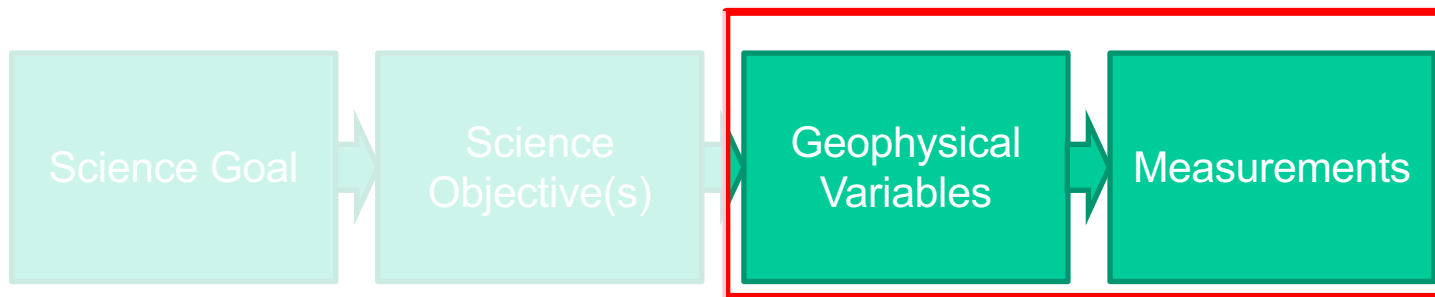 Science Goal
Science
Objective(s)
Geophysical
Variables
Measurements